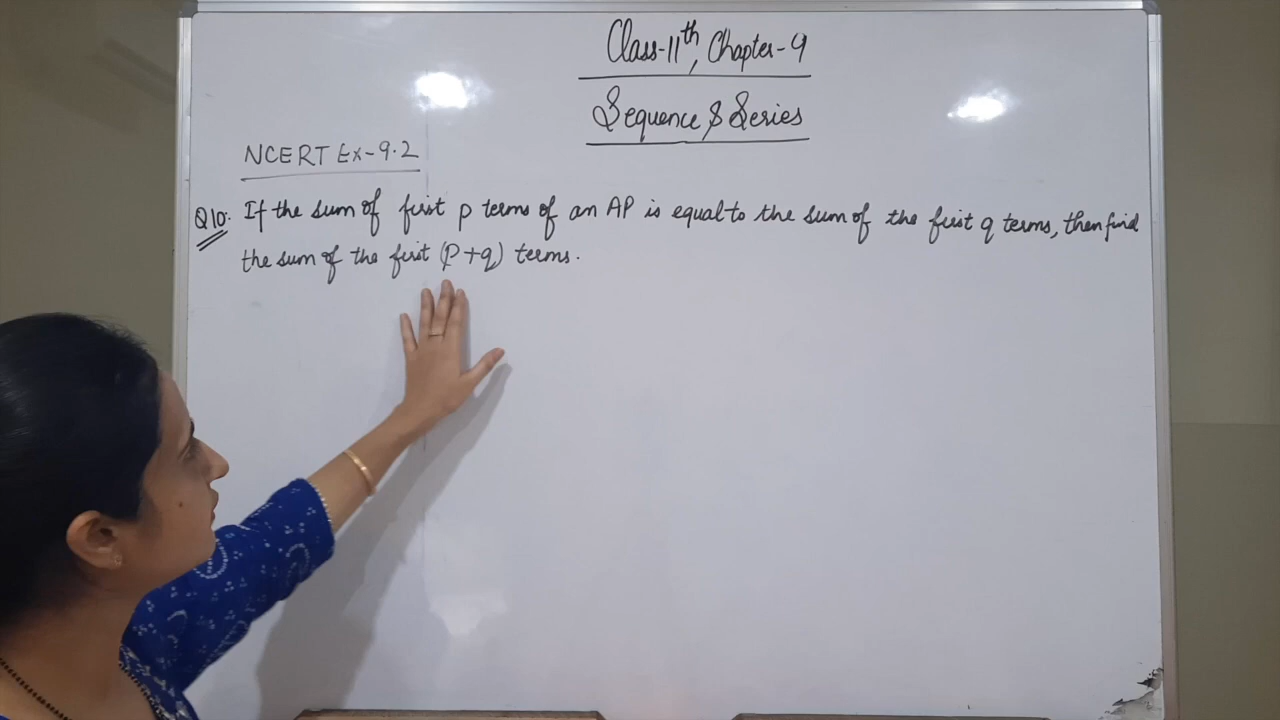 Class-11th, Chapter-9
Sequence & Series
NCERT Ex-9.2
Q10. If the sum of first p terms of an AP is equal to the sum of the first q terms, then find
the sum of the first (p+q) terms.